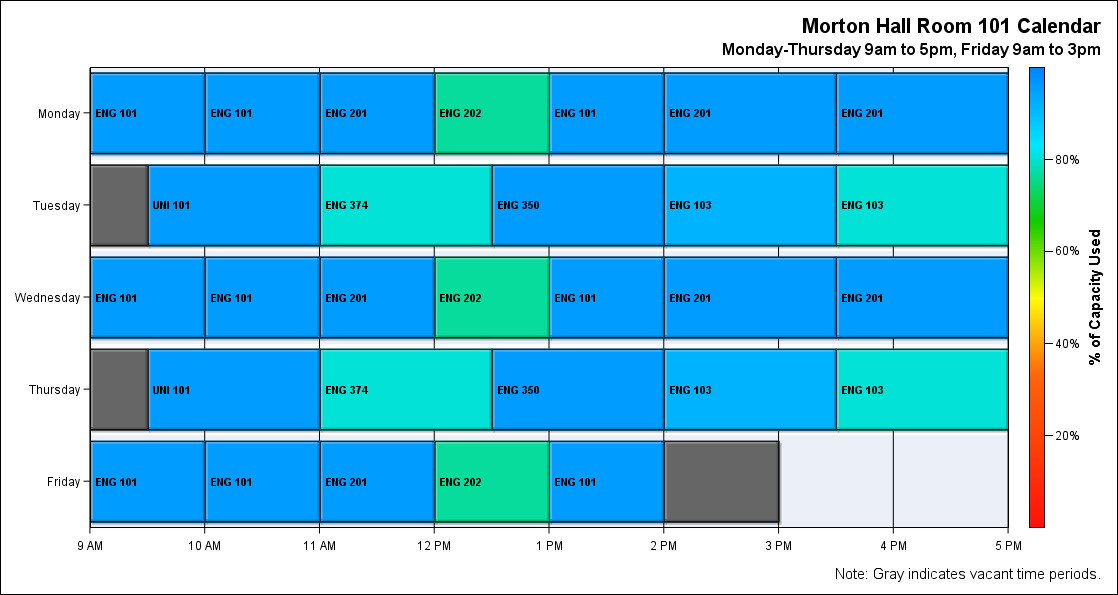 Morton Hall Room 101 Calendar
Monday-Thursday 9am to 5pm, Friday 9am to 3pm
Monday ENG 101 ENG 101 ENG 201 ENG 202 ENG 101 ENG 201 ENG 201
80%
Tuesday UNI 101 ENG 374 ENG 350 ENG 103 ENG 103
60%
% of Capacity Used
Wednesday ENG 101 ENG 101 ENG 201 ENG 202 ENG 101 ENG 201 ENG 201
40%
Thursday UNI 101 ENG 374 ENG 350 ENG 103 ENG 103
20%
Friday ENG 101 ENG 101 ENG 201 ENG 202 ENG 101
9 AM 10 AM 11 AM 12 PM 1 PM 2 PM 3 PM 4 PM 5 PM
Note: Gray indicates vacant time periods.